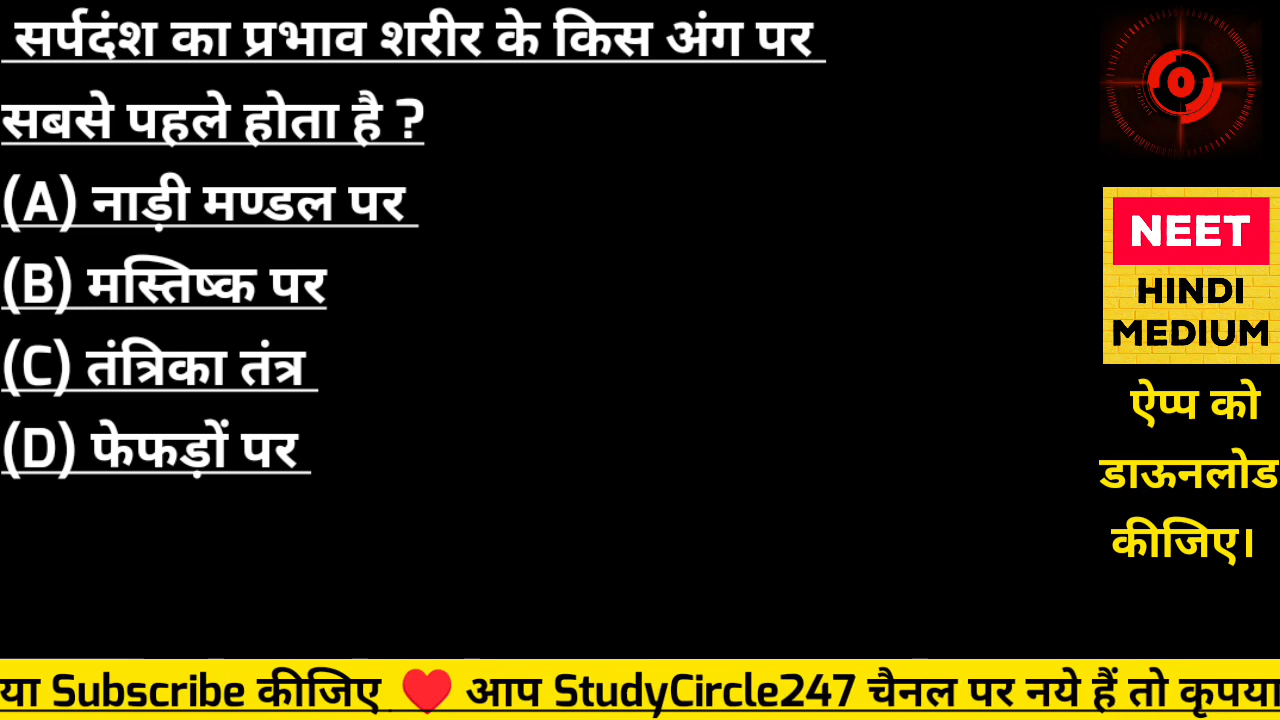 सर्पदंश का प्रभाव शरीर के किस अंग पर
सबसे पहले होता है ?
(A) नाड़ी मण्डल पर
(B) मस्तिष्क पर
(C) तंत्रिका तंत्र
(D) फेफड़ों पर
NEET
HINDI
MEDIUM
ऐप्प को
डाऊनलोड
कीजिए।
या Subscribe कीजिए ❤️ आप StudyCircle247 चैनल पर नये हैं तो कृपया